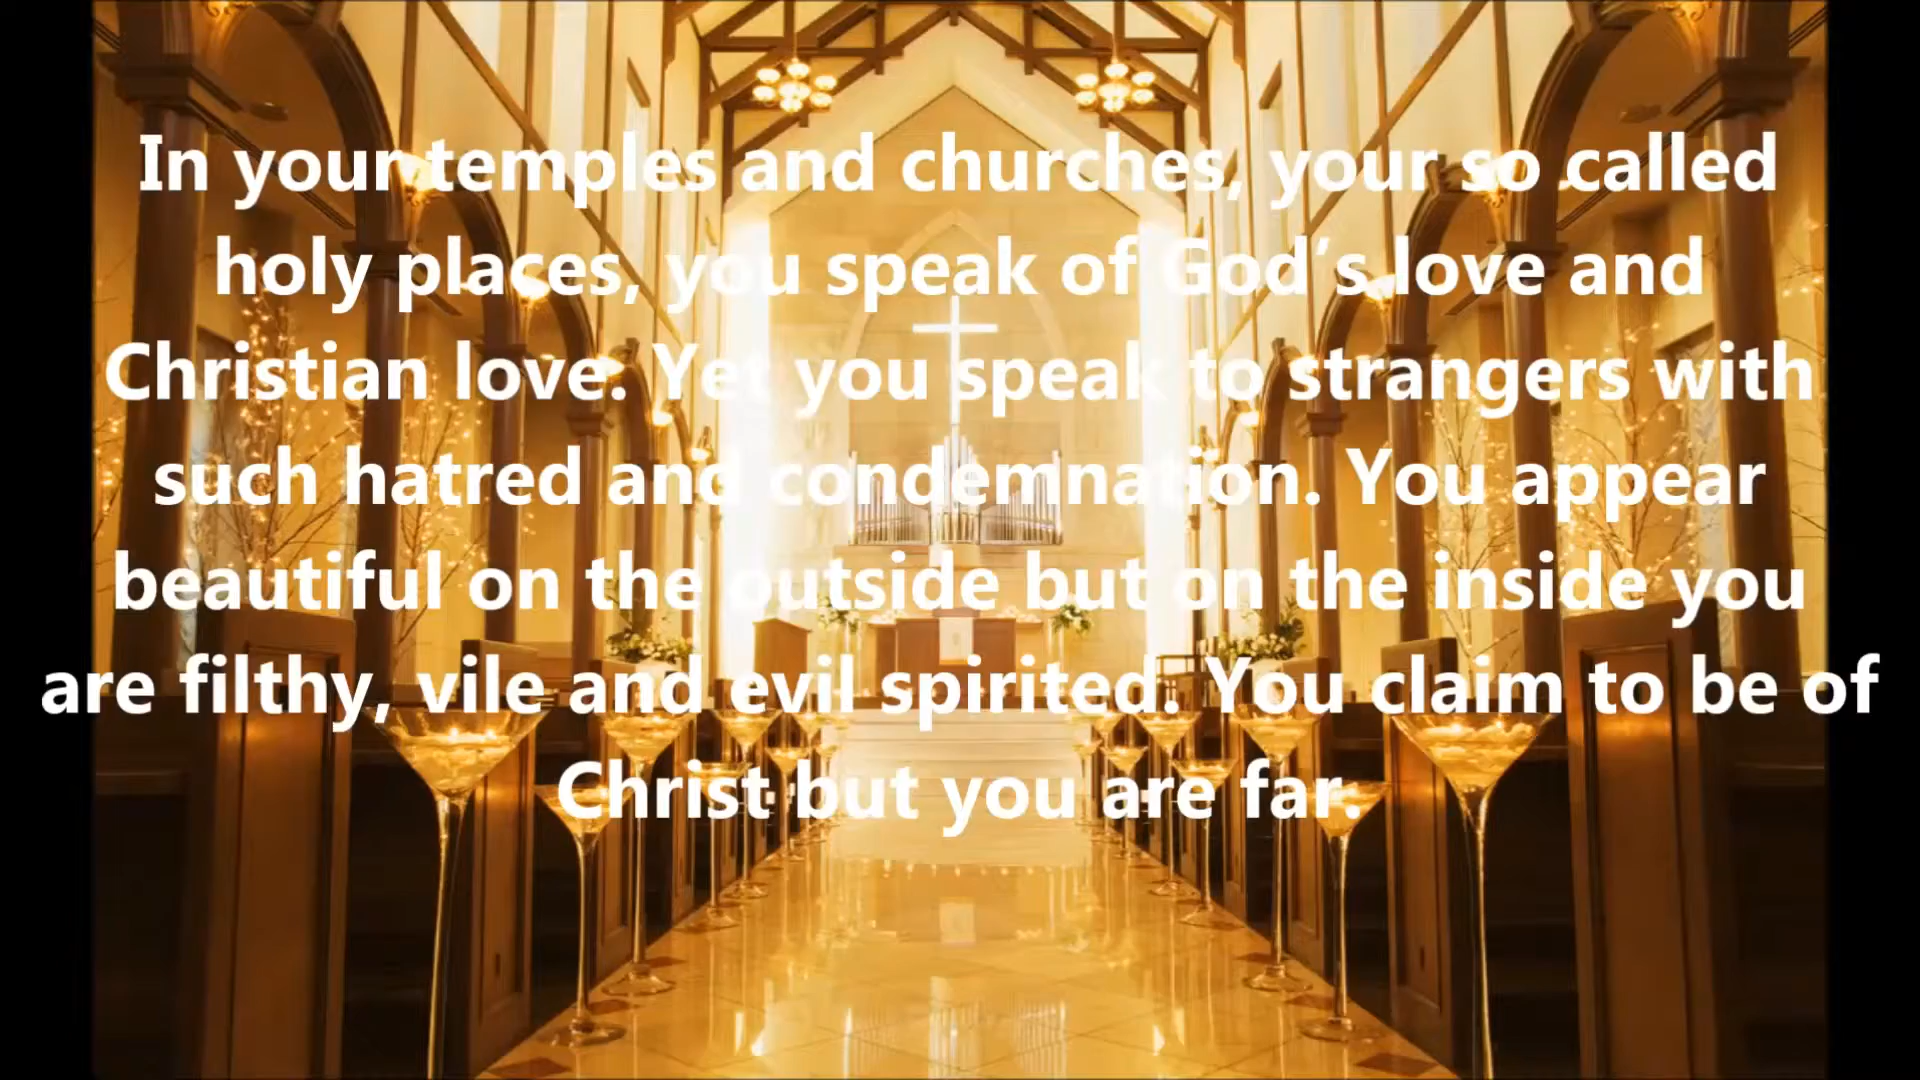 In your temples and churches, your so called
holy places, you speak of God’s love and
Christian love. Yet you speak to strangers with
such hatred and condemnation. You appear
beautiful on the outside but on the inside you
are filthy, vile and evil spirited. You claim to be of
Christ but you are far.